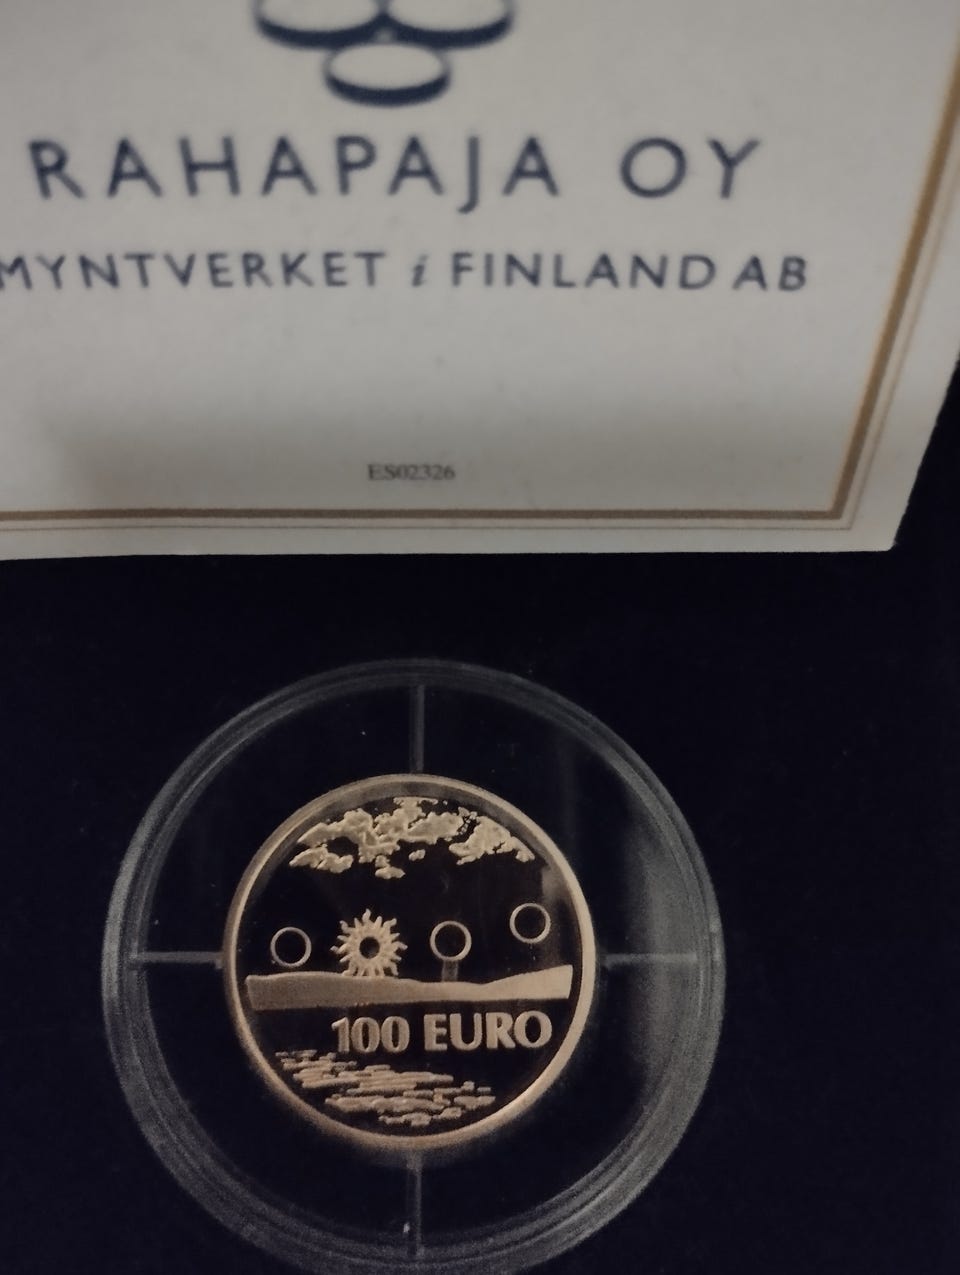 RAHAPAJA OY
MYNTVERKET i FINLAND AB
ES02326
100 EURO